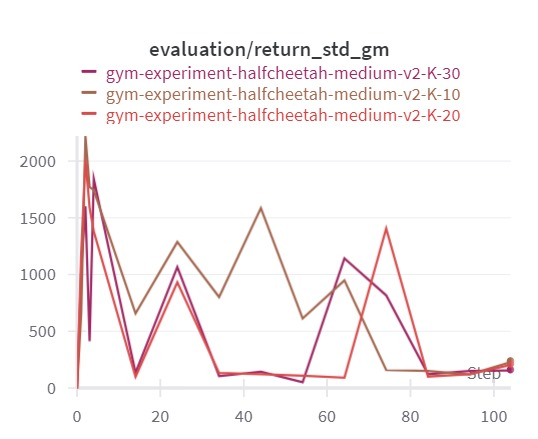 evaluation/return_std_gm
gym-experiment-halfcheetah-medium-v2-K-30
gym-experiment-halfcheetah-medium-v2-K-10
gym-experiment-halfcheetah-medium-v2-K-20
2000
1500
1000
500
0
Step
0 20 40 60 80 100